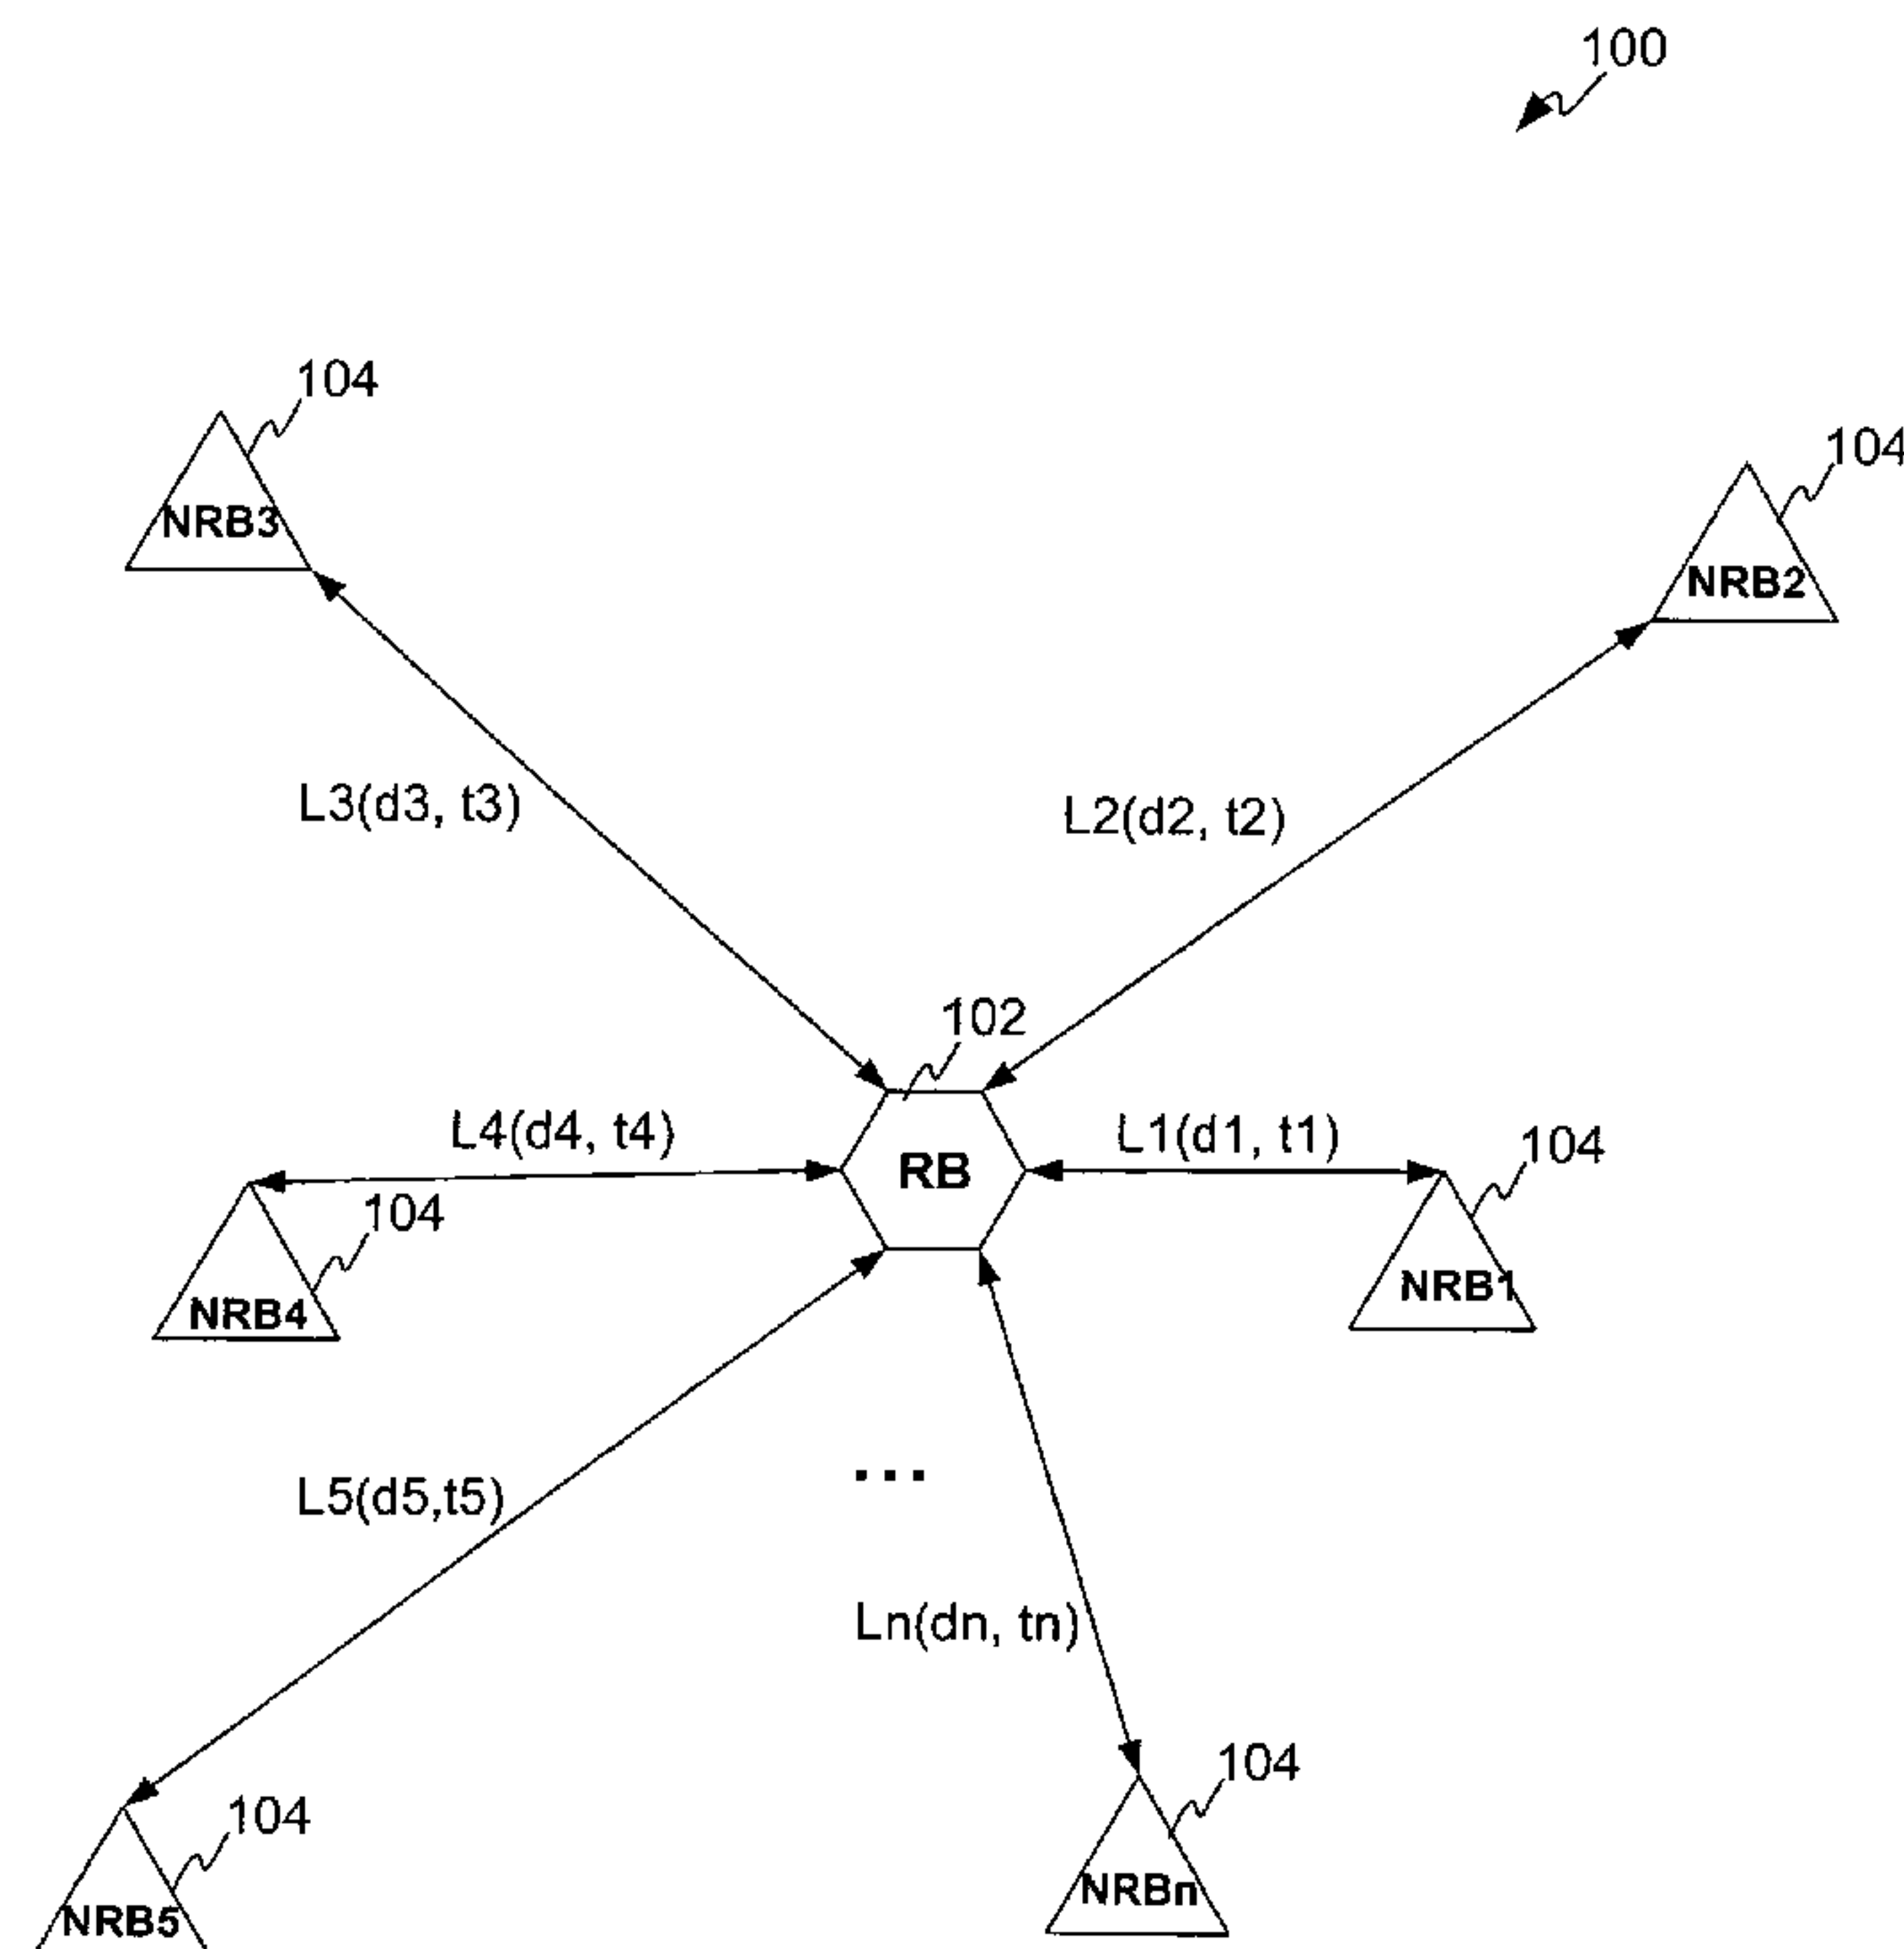 100
104
NRB3
104
NRB2
L3(d3, t3)
L2(d2, t2)
102
L4(d4, t4)
L1(d1, t1)
104
RB
104
NRB4
NRB1
...
L5(d5,t5)
Ln(dn, tn)
104
104
NRBn
NRB5